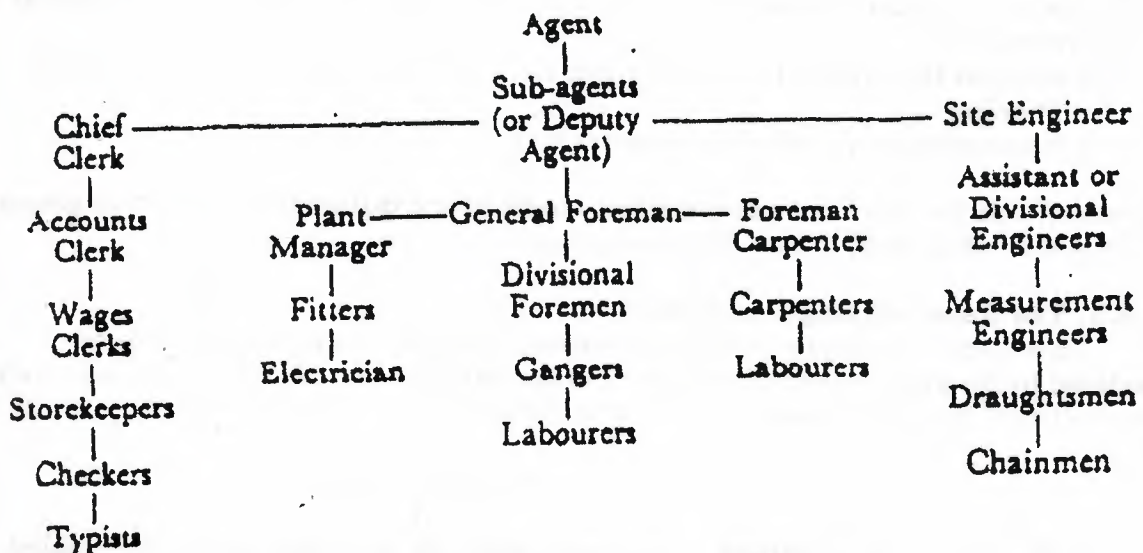 Agent
Sub-agents
(or Deputy
Agent)
Chief
Clerk
Site Engineer
Accounts
Clerk
Wages
Clerks
Storekeepers
Checkers
Typists
Plant
Manager
Fitters
Electrician
General Foreman
Divisional
Foremen
Gangers
Labourers
Foreman
Carpenter
Carpenters
Labourers
Assistant or
Divisional
Engineers
Measurement
Engineers
Draughtsmen
Chainmen